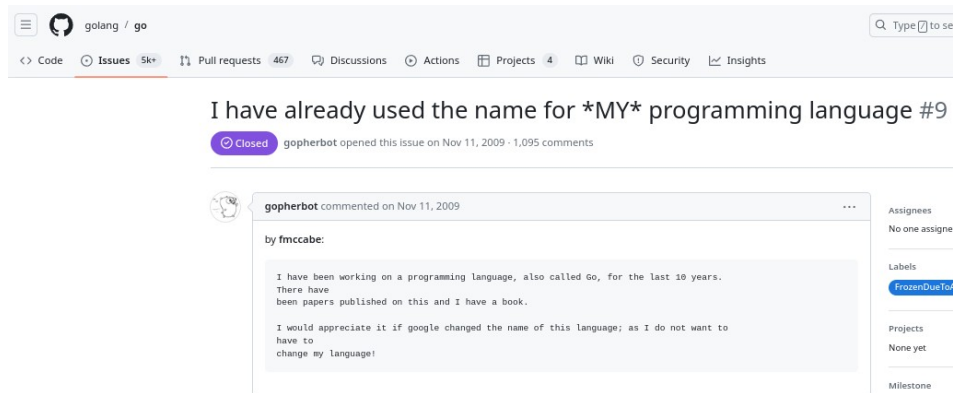 golang / go
Type / to se
Code Issues 5k+ Pull requests 467 Discussions Actions Projects 4 Wiki Security Insights
I have already used the name for *MY* programming language #9
Closed gopherbot opened this issue on Nov 11, 2009 · 1,095 comments
gopherbot commented on Nov 11, 2009 ...
by fmccabe:
I have been working on a programming language, also called Go, for the last 10 years.
There have
been papers published on this and I have a book.
I would appreciate it if google changed the name of this language; as I do not want to
have to
change my language!
Assignees
No one assigne
Labels
FrozenDueToA
Projects
None yet
Milestone